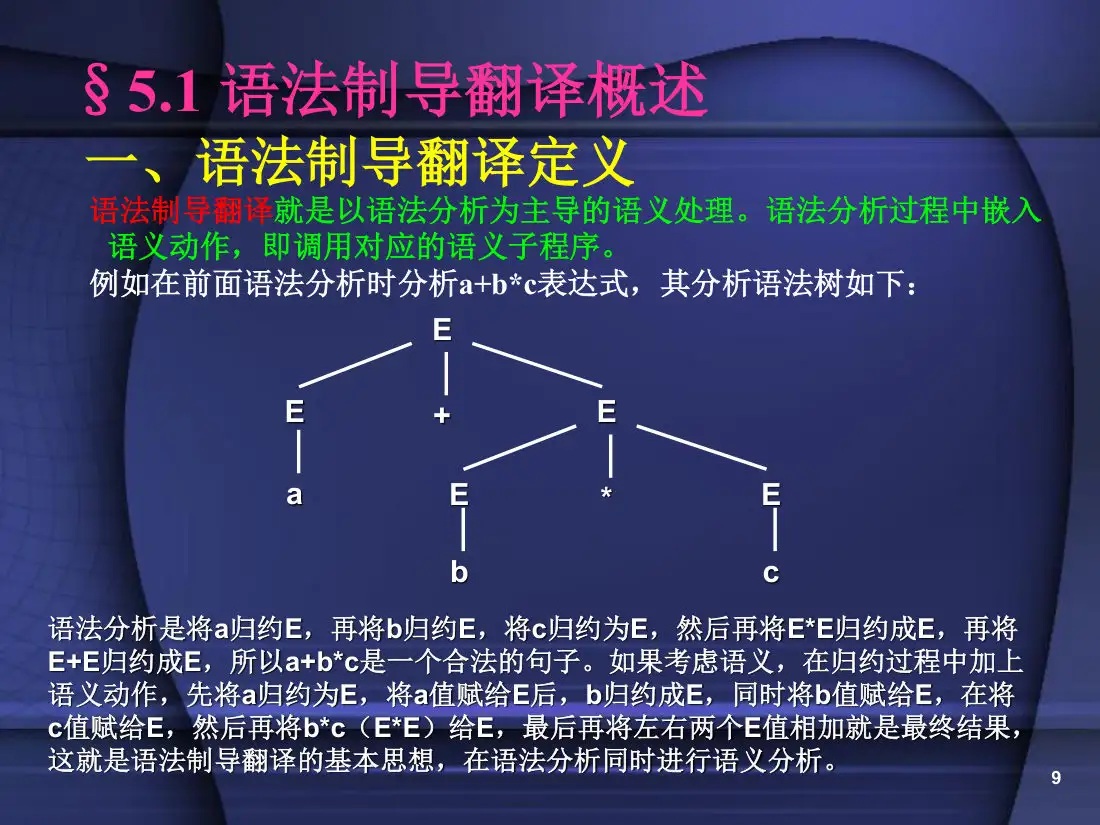 §5.1 语法制导翻译概述
一、语法制导翻译定义
语法制导翻译就是以语法分析为主导的语义处理。语法分析过程中嵌入
语义动作，即调用对应的语义子程序。
例如在前面语法分析时分析a+b*c表达式，其分析语法树如下：
E
E + E
a E * E
b c
语法分析是将a归约E，再将b归约E，将c归约为E，然后再将E*E归约成E，再将
E+E归约成E，所以a+b*c是一个合法的句子。如果考虑语义，在归约过程中加上
语义动作，先将a归约为E，将a值赋给E后，b归约成E，同时将b值赋给E，在将
c值赋给E，然后再将b*c（E*E）给E，最后再将左右两个E值相加就是最终结果，
这就是语法制导翻译的基本思想，在语法分析同时进行语义分析。
9